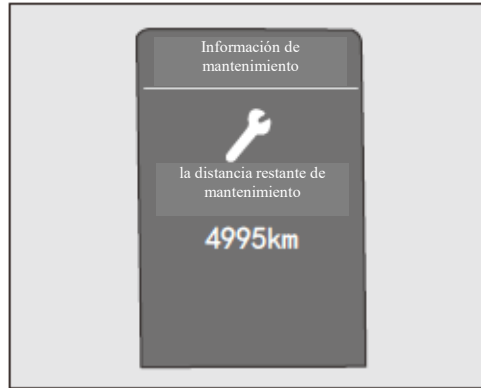 Información de
mantenimiento
la distancia restante de
mantenimiento
4995km